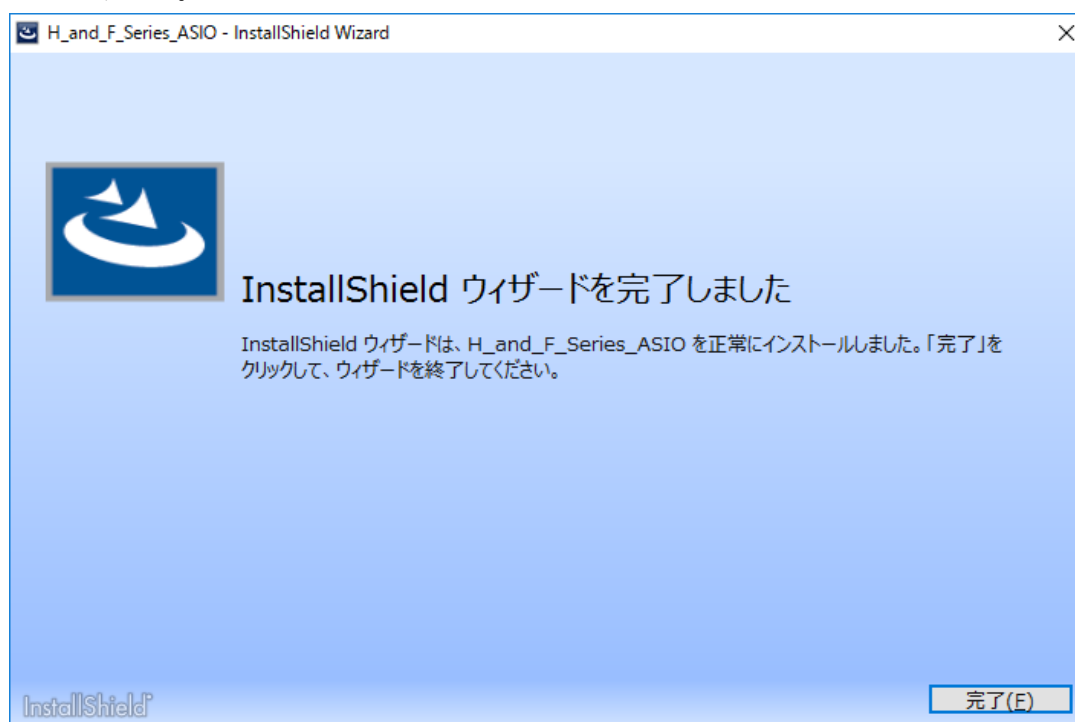 H_and_F_Series_ASIO - InstallShield Wizard
InstallShield ウィザードを完了しました
InstallShield ウィザードは、H_and_F_Series_ASIO を正常にインストールしました。「完了」を
クリックして、ウィザードを終了してください。
InstallShield
完了(F)